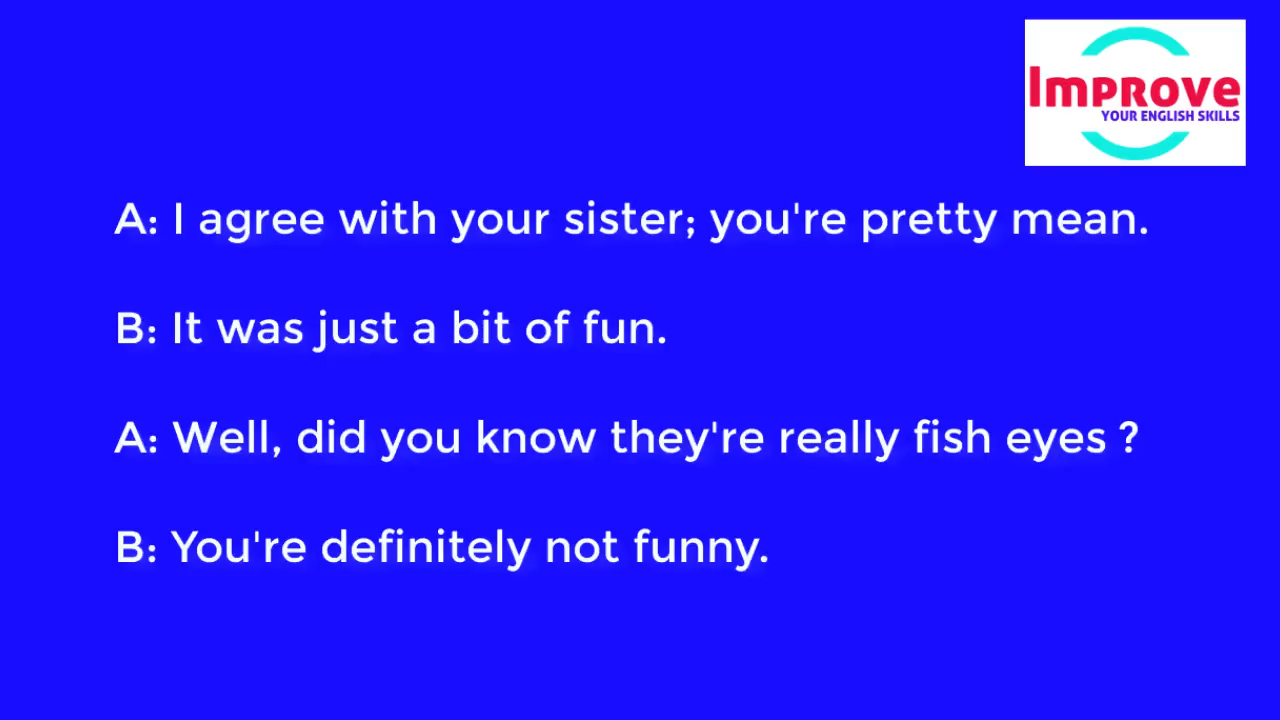 Improve
YOUR ENGLISH SKILLS
A: I agree with your sister; you're pretty mean.
B: It was just a bit of fun.
A: Well, did you know they're really fish eyes ?
B: You're definitely not funny.